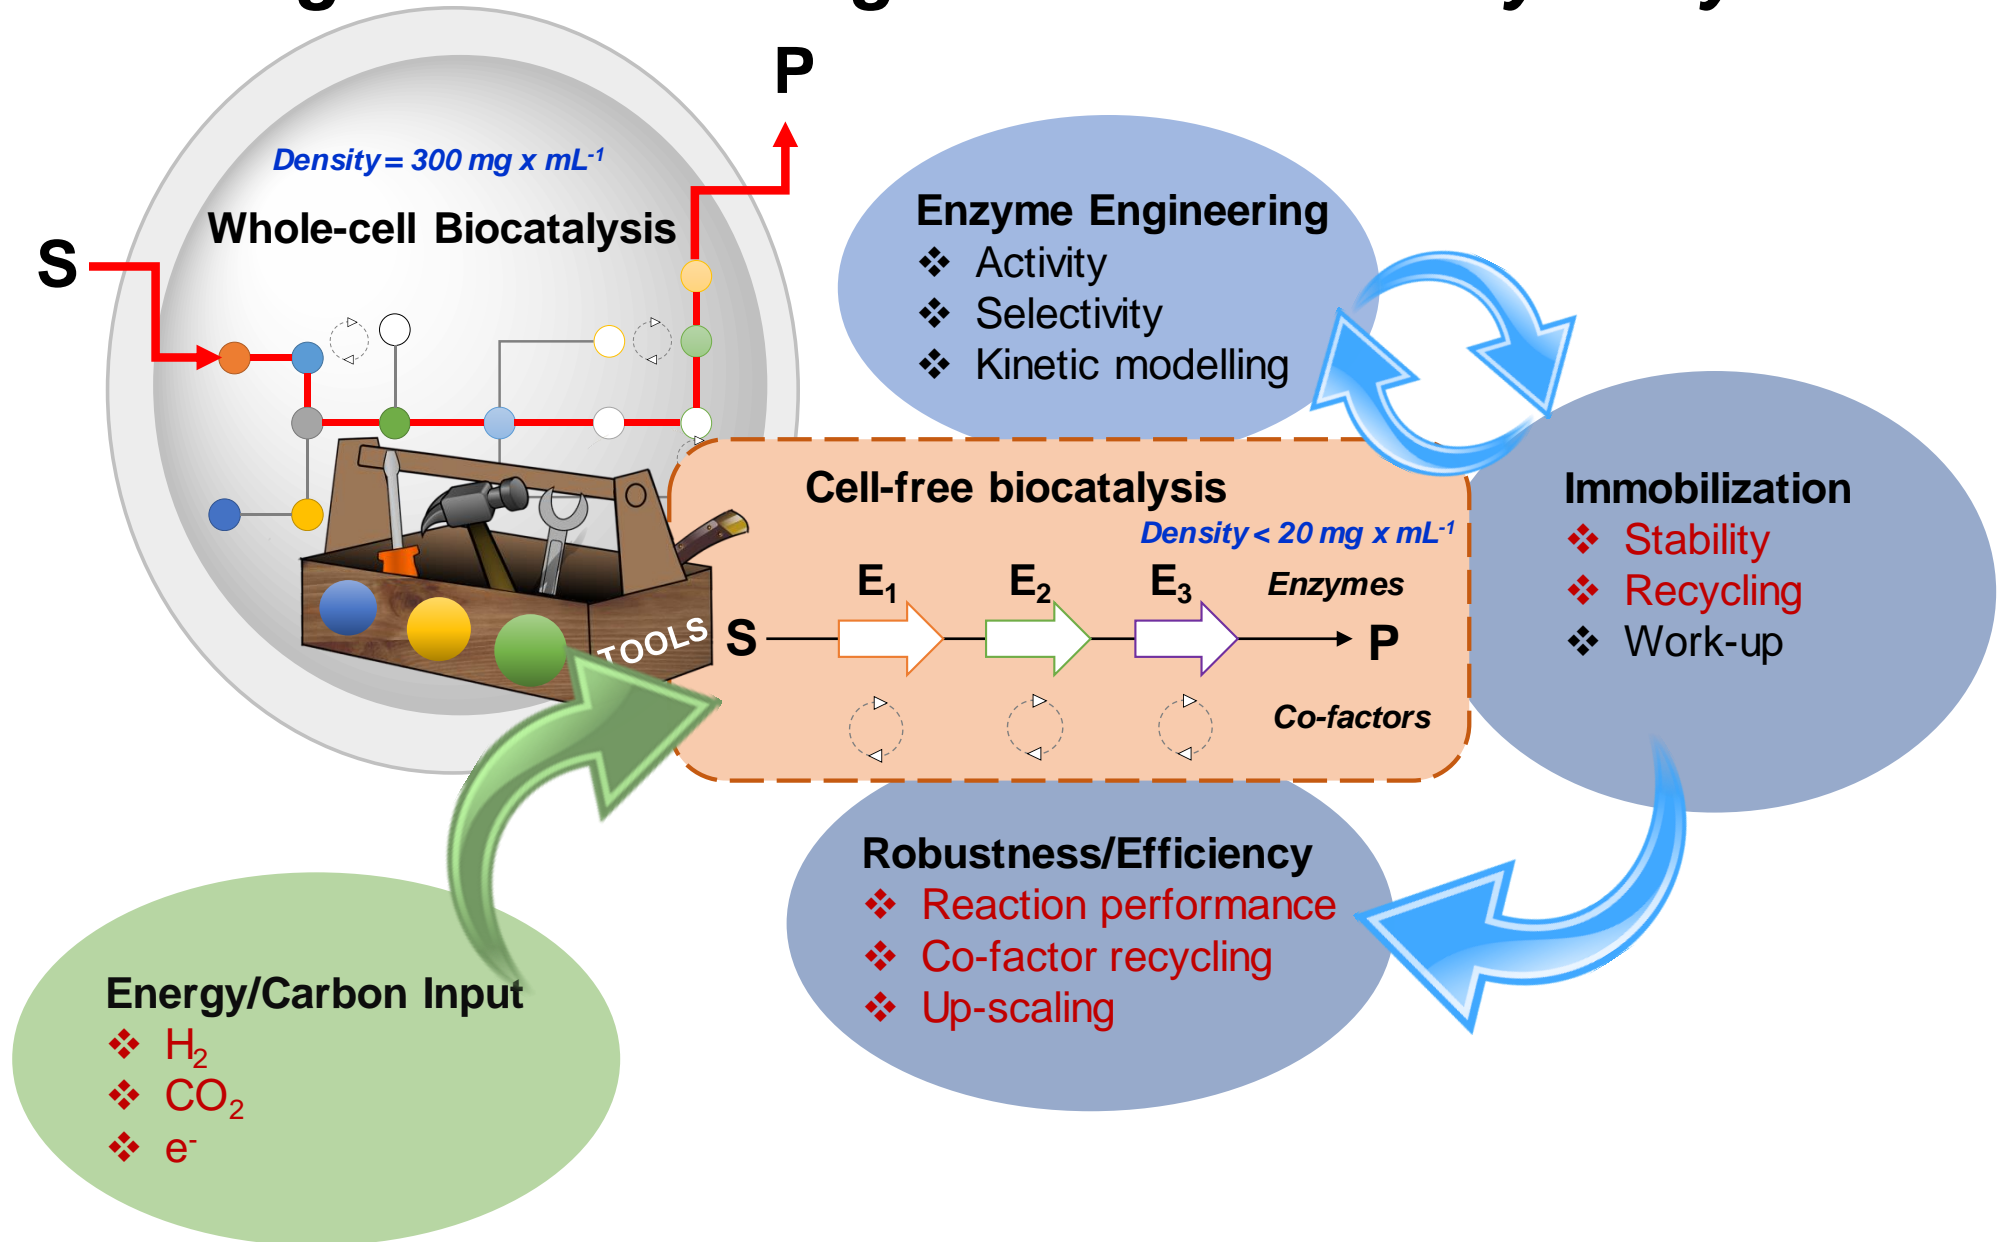 P
Density = 300 mg x mL-1
Whole-cell Biocatalysis
S
Enzyme Engineering
❖ Activity
❖ Selectivity
❖ Kinetic modelling
Cell-free biocatalysis
Density < 20 mg x mL-1
E1 E2 E3 Enzymes
S P
Co-factors
TOOLS
Immobilization
❖ Stability
❖ Recycling
❖ Work-up
Robustness/Efficiency
❖ Reaction performance
❖ Co-factor recycling
❖ Up-scaling
Energy/Carbon Input
❖ H2
❖ CO2
❖ e-